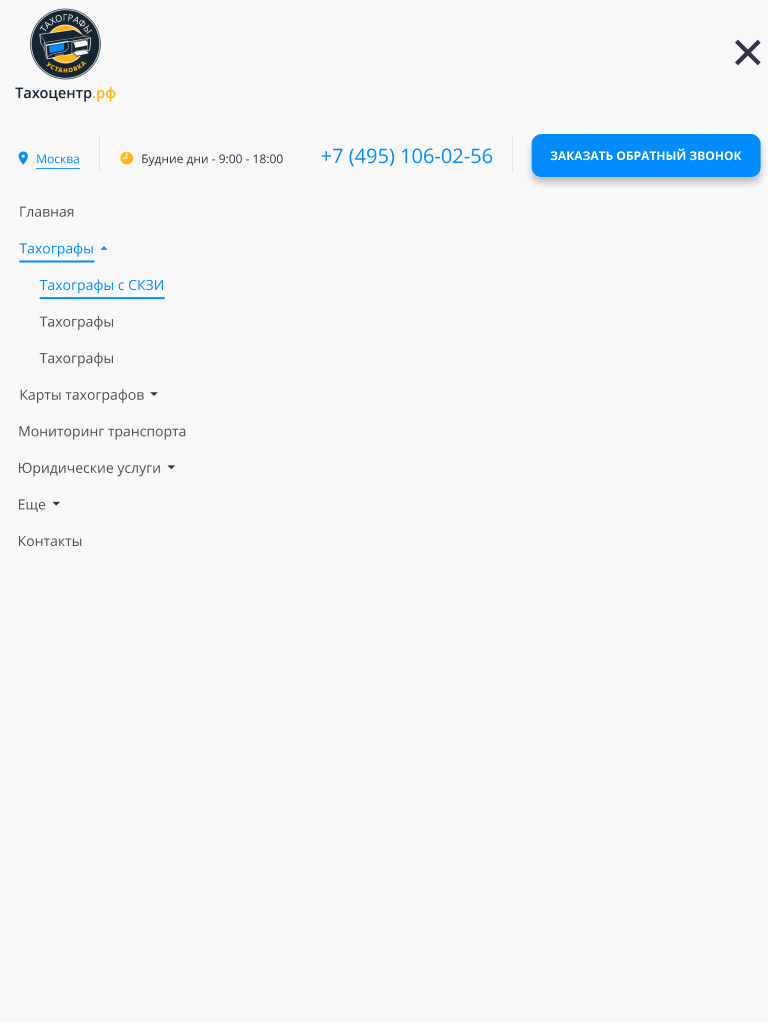 ТАХОГРАФЫ
УСТАНОВКА
Тахоцентр.рф
Москва
Будние дни - 9:00 - 18:00
+7 (495) 106-02-56
ЗАКАЗАТЬ ОБРАТНЫЙ ЗВОНОК
Главная
Тахографы
Тахографы с СКЗИ
Тахографы
Тахографы
Карты тахографов
Мониторинг транспорта
Юридические услуги
Еще
Контакты